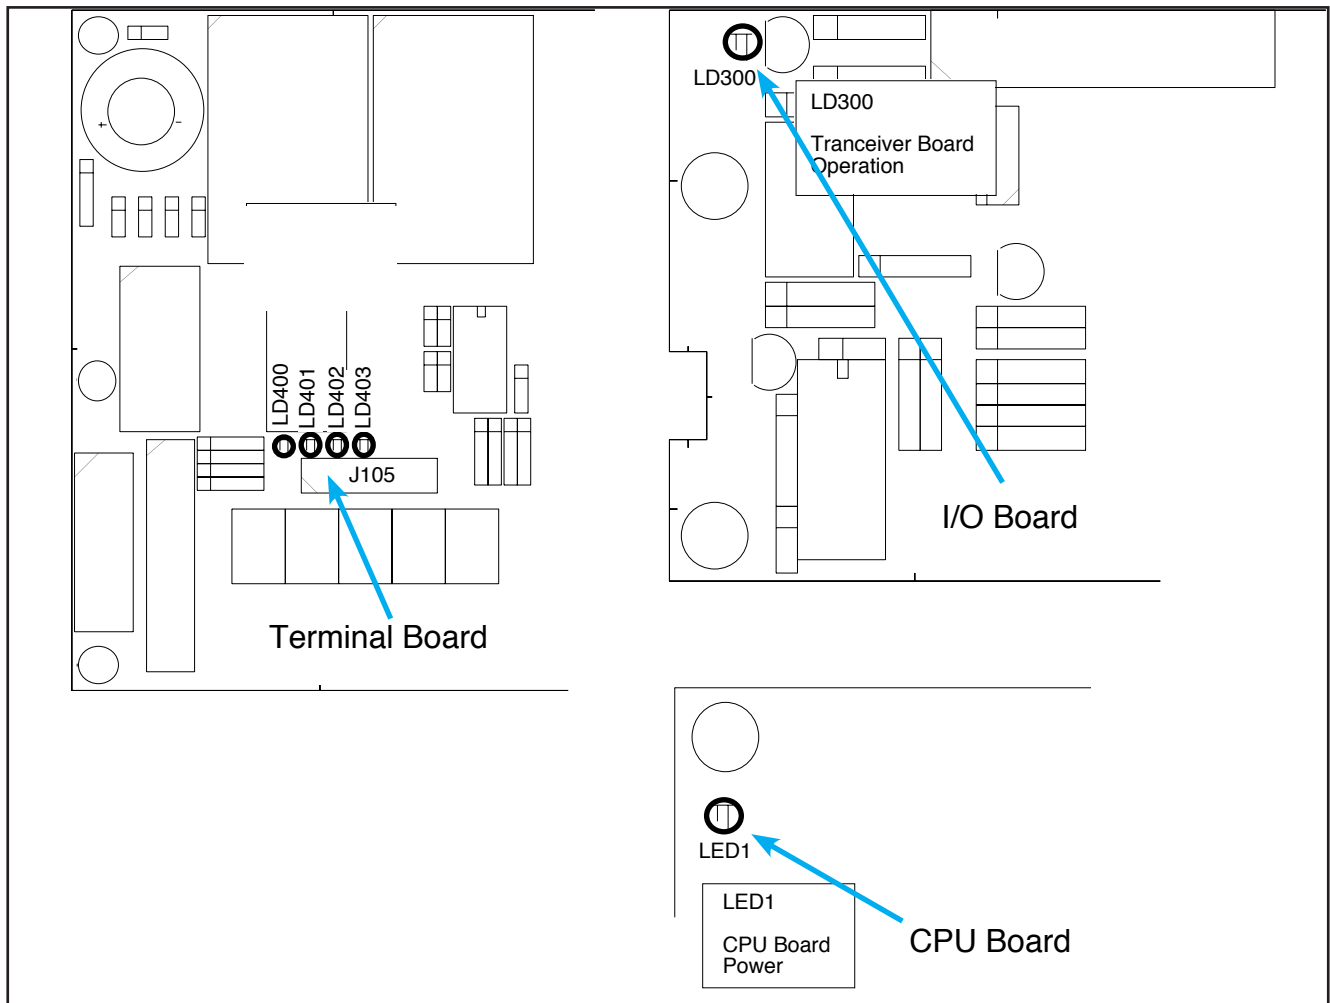 LD400
LD401
LD402
LD403
J105
Terminal Board
LD300
LD300
Tranceiver Board
Operation
I/O Board
LED1
LED1
CPU Board
Power
CPU Board